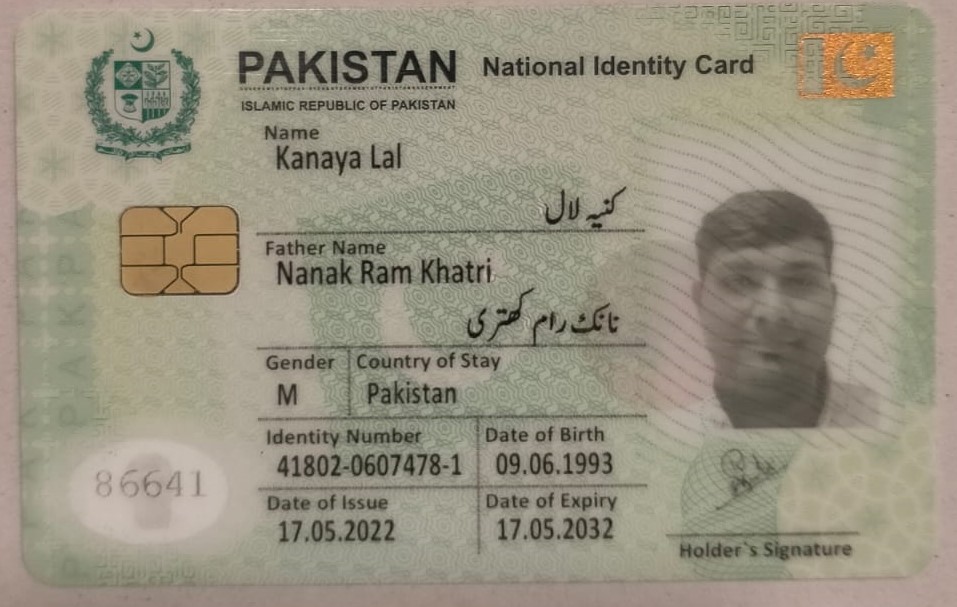 PAKISTAN National Identity Card
ISLAMIC REPUBLIC OF PAKISTAN
Name
Kanaya Lal
کنیہ لال
Father Name
Nanak Ram Khatri
نانک رام کھتری
Gender Country of Stay
M Pakistan
Identity Number Date of Birth
41802-0607478-1 09.06.1993
Date of Issue Date of Expiry
17.05.2022 17.05.2032
86641
Holder`s Signature